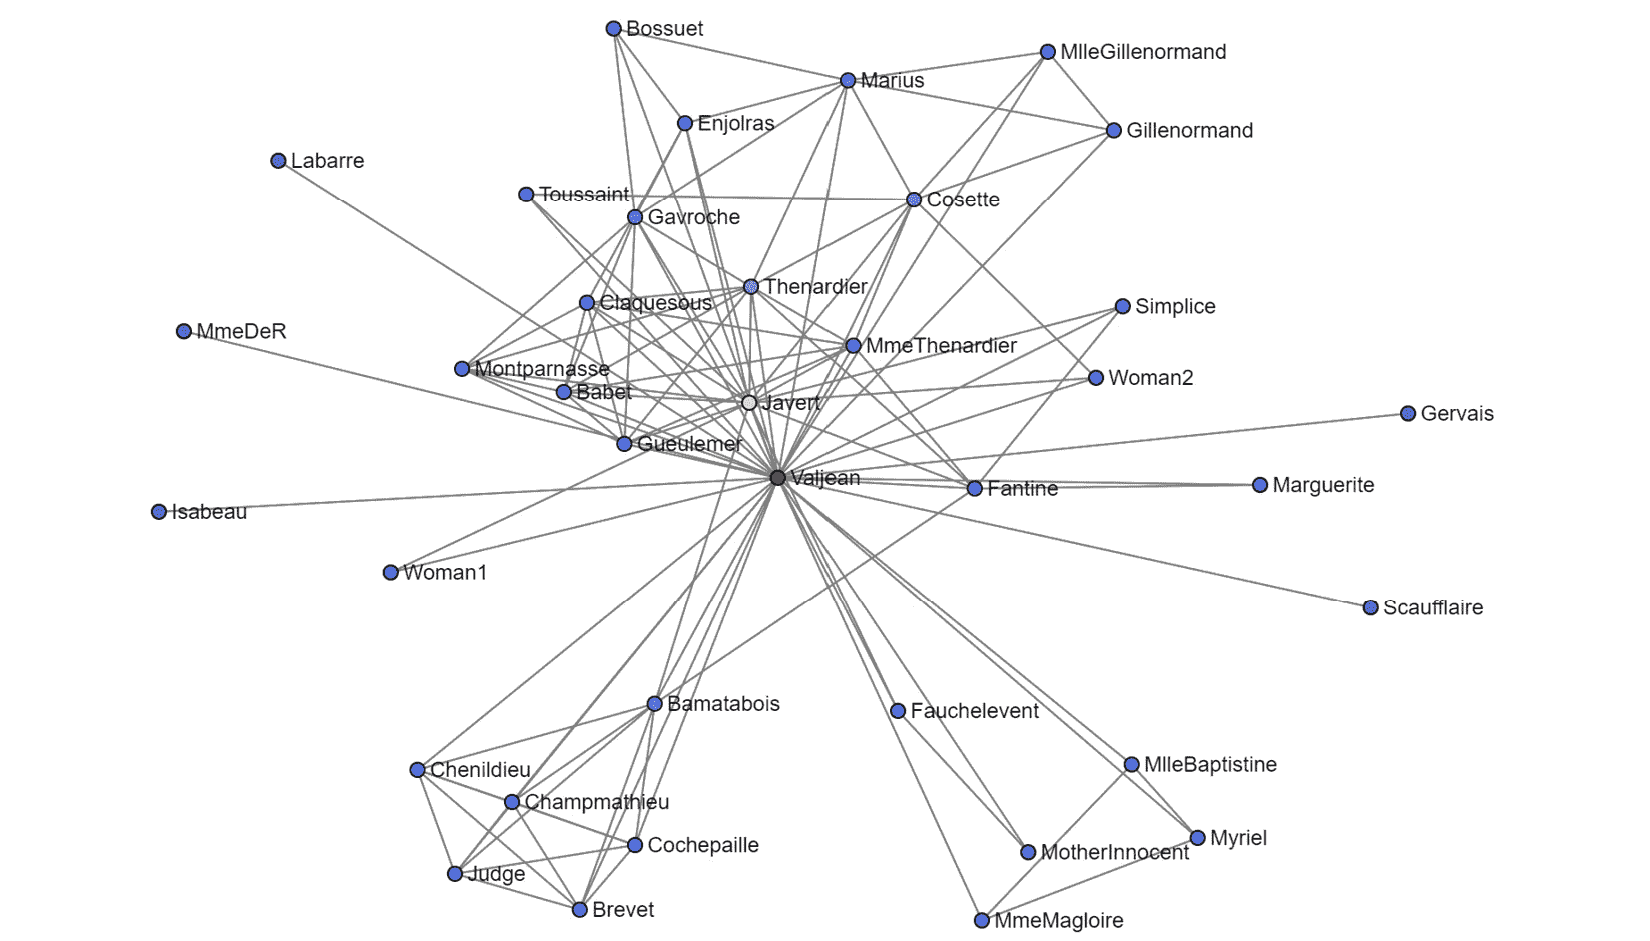 Bossuet
MlleGillenormand
Marius
Enjolras
Gillenormand
Labarre
Toussaint
Cosette
Gavroche
Thenardier
Claquesous
Simplice
MmeDeR
MmeThenardier
Montparnasse
Woman2
Babet
Javert
Gervais
Gueulemer
Valjean
Fantine
Marguerite
Isabeau
Woman1
Scaufflaire
Bamatabois
Fauchelevent
MlleBaptistine
Chenildieu
Champmathieu
Myriel
Cochepaille
MotherInnocent
Judge
Brevet
MmeMagloire